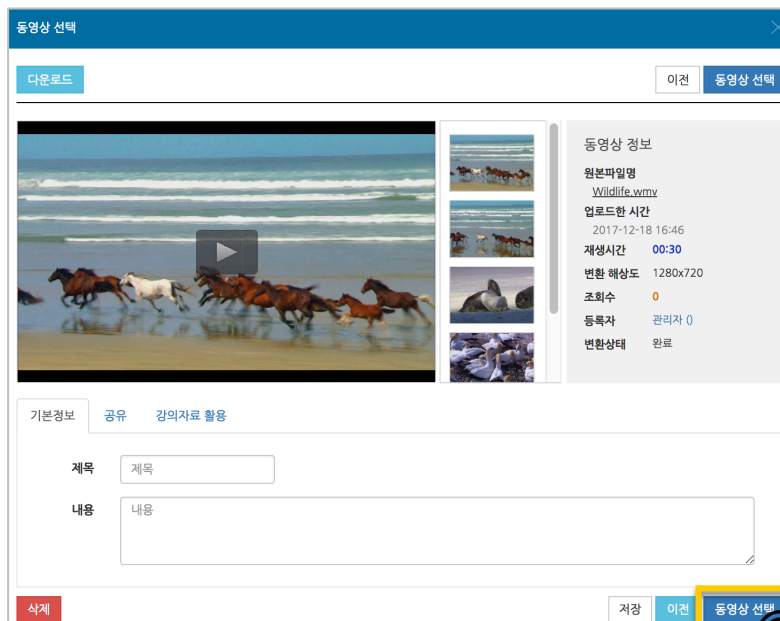 동영상 선택
다운로드
이전
동영상 선택
동영상 정보
원본파일명
Wildlife.wmv
업로드한 시간
2017-12-18 16:46
재생시간 00:30
변환 해상도 1280x720
조회수 0
등록자 관리자 ()
변환상태 완료
기본정보 공유 강의자료 활용
제목 제목
내용 내용
삭제
저장
이전
동영상 선택